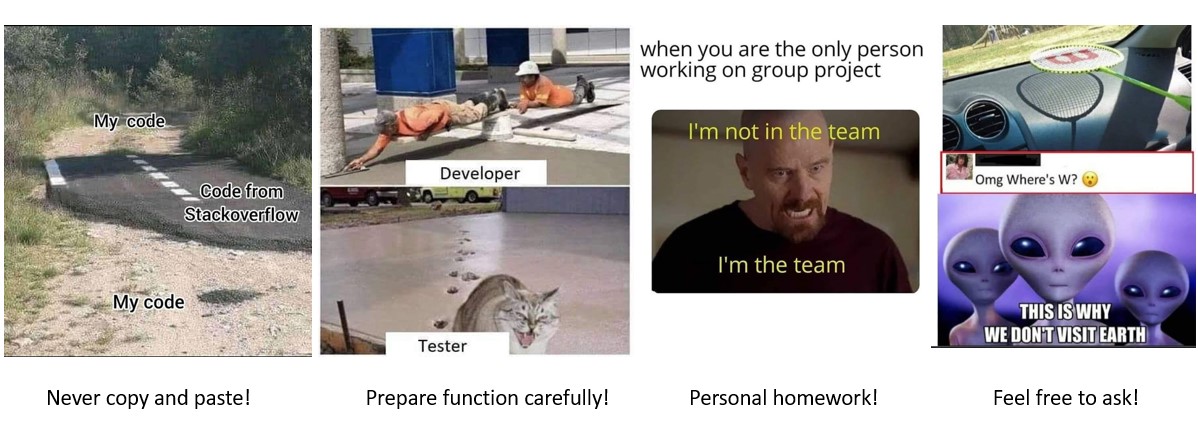 My code
Code from
Stackoverflow
My code
Never copy and paste!
Developer
Tester
Prepare function carefully!
when you are the only person
working on group project
I'm not in the team
I'm the team
Personal homework!
W
Omg Where's W? 😮
THIS IS WHY
WE DON'T VISIT EARTH
Feel free to ask!